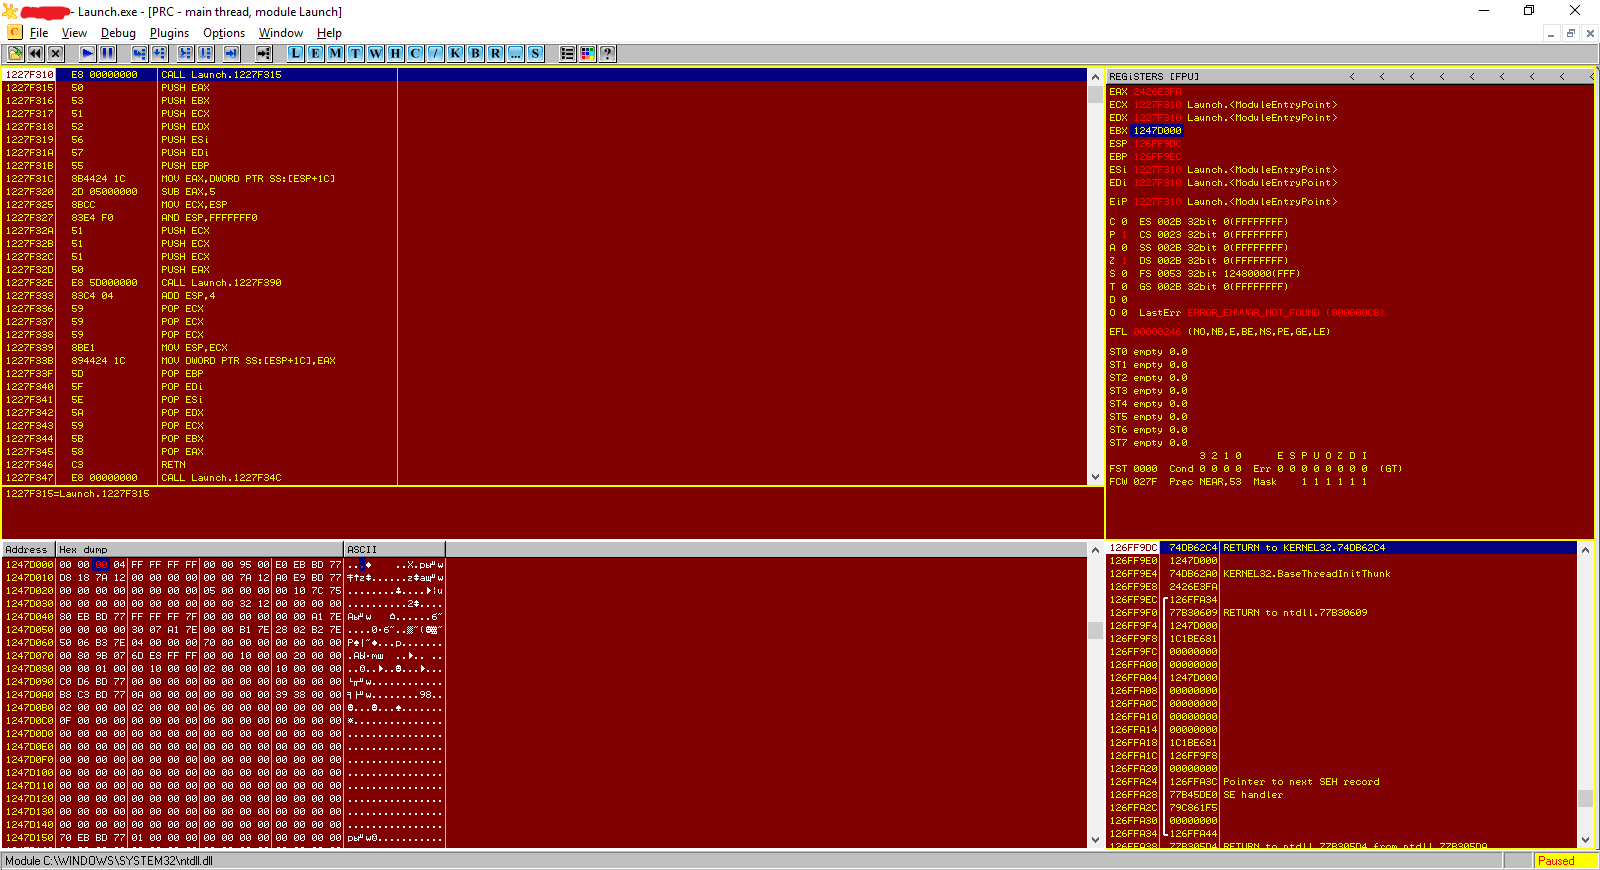 - Launch.exe - [PRC - main thread, module Launch]
C File View Debug Plugins Options Window Help
L E M T W H C / K B R ... S ?
1227F310 E8 00000000 CALL Launch.1227F315
1227F315 50 PUSH EAX
1227F316 53 PUSH EBX
1227F317 51 PUSH ECX
1227F318 52 PUSH EDX
1227F319 56 PUSH ESi
1227F31A 57 PUSH EDi
1227F31B 55 PUSH EBP
1227F31C 8B4424 1C MOV EAX,DWORD PTR SS:[ESP+1C]
1227F320 2D 05000000 SUB EAX,5
1227F325 8BCC MOV ECX,ESP
1227F327 83E4 F0 AND ESP,FFFFFFF0
1227F32A 51 PUSH ECX
1227F32B 51 PUSH ECX
1227F32C 51 PUSH ECX
1227F32D 50 PUSH EAX
1227F32E E8 5D000000 CALL Launch.1227F390
1227F333 83C4 04 ADD ESP,4
1227F336 59 POP ECX
1227F337 59 POP ECX
1227F338 59 POP ECX
1227F339 8BE1 MOV ESP,ECX
1227F33B 894424 1C MOV DWORD PTR SS:[ESP+1C],EAX
1227F33F 5D POP EBP
1227F340 5F POP EDi
1227F341 5E POP ESi
1227F342 5A POP EDX
1227F343 59 POP ECX
1227F344 5B POP EBX
1227F345 58 POP EAX
1227F346 C3 RETN
1227F347 E8 00000000 CALL Launch.1227F34C
1227F315=Launch.1227F315
REGiSTERS [FPU] < < < < < < < < <
EAX 2426E3FA
ECX 1227F310 Launch.<ModuleEntryPoint>
EDX 1227F310 Launch.<ModuleEntryPoint>
EBX 1247D000
ESP 126FF9DC
EBP 126FF9EC
ESi 1227F310 Launch.<ModuleEntryPoint>
EDi 1227F310 Launch.<ModuleEntryPoint>
EiP 1227F310 Launch.<ModuleEntryPoint>
C 0 ES 002B 32bit 0(FFFFFFFF)
P 1 CS 0023 32bit 0(FFFFFFFF)
A 0 SS 002B 32bit 0(FFFFFFFF)
Z 1 DS 002B 32bit 0(FFFFFFFF)
S 0 FS 0053 32bit 12480000(FFF)
T 0 GS 002B 32bit 0(FFFFFFFF)
D 0
O 0 LastErr ERROR_ENVVAR_NOT_FOUND (000000CB)
EFL 00000246 (NO,NB,E,BE,NS,PE,GE,LE)
ST0 empty 0.0
ST1 empty 0.0
ST2 empty 0.0
ST3 empty 0.0
ST4 empty 0.0
ST5 empty 0.0
ST6 empty 0.0
ST7 empty 0.0
3 2 1 0 E S P U O Z D I
FST 0000 Cond 0 0 0 0 Err 0 0 0 0 0 0 0 0 (GT)
FCW 027F Prec NEAR,53 Mask 1 1 1 1 1 1
Address Hex dump ASCII
1247D000 00 00 00 04 FF FF FF FF 00 00 95 00 E0 EB BD 77
1247D010 D8 18 7A 12 00 00 00 00 00 00 7A 12 A0 E9 BD 77
1247D020 00 00 00 00 00 00 00 00 05 00 00 00 00 10 7C 75
1247D030 00 00 00 00 00 00 00 00 00 00 32 12 00 00 00 00
1247D040 80 EB BD 77 FF FF FF 7F 00 00 00 00 00 00 A1 7E
1247D050 00 00 00 00 30 07 A1 7E 00 00 B1 7E 28 02 B2 7E
1247D060 50 06 B3 7E 04 00 00 00 70 00 00 00 00 00 00 00
1247D070 00 80 9B 07 6D E8 FF FF 00 00 10 00 00 20 00 00
1247D080 00 00 01 00 00 10 00 00 02 00 00 00 10 00 00 00
1247D090 C0 D6 BD 77 00 00 00 00 00 00 00 00 00 00 00 00
1247D0A0 B8 C3 BD 77 0A 00 00 00 00 00 00 00 39 38 00 00
1247D0B0 02 00 00 00 02 00 00 00 06 00 00 00 00 00 00 00
1247D0C0 0F 00 00 00 00 00 00 00 00 00 00 00 00 00 00 00
1247D0D0 00 00 00 00 00 00 00 00 00 00 00 00 00 00 00 00
1247D0E0 00 00 00 00 00 00 00 00 00 00 00 00 00 00 00 00
1247D0F0 00 00 00 00 00 00 00 00 00 00 00 00 00 00 00 00
1247D100 00 00 00 00 00 00 00 00 00 00 00 00 00 00 00 00
1247D110 00 00 00 00 00 00 00 00 00 00 00 00 00 00 00 00
1247D120 00 00 00 00 00 00 00 00 00 00 00 00 00 00 00 00
1247D130 00 00 00 00 00 00 00 00 00 00 00 00 00 00 00 00
1247D140 00 00 00 00 00 00 00 00 00 00 00 00 00 00 00 00
1247D150 70 EB BD 77 01 00 00 00 00 00 00 00 00 00 00 00
126FF9DC 74DB62C4 RETURN to KERNEL32.74DB62C4
126FF9E0 1247D000
126FF9E4 74DB62A0 KERNEL32.BaseThreadInitThunk
126FF9E8 2426E3FA
126FF9EC 126FFA34
126FF9F0 77B30609 RETURN to ntdll.77B30609
126FF9F4 1247D000
126FF9F8 1C1BE681
126FF9FC 00000000
126FFA00 00000000
126FFA04 1247D000
126FFA08 00000000
126FFA0C 00000000
126FFA10 00000000
126FFA14 00000000
126FFA18 1C1BE681
126FFA1C 126FF9F8
126FFA20 00000000
126FFA24 126FFA3C Pointer to next SEH record
126FFA28 77B45DE0 SE handler
126FFA2C 79C861F5
126FFA30 00000000
126FFA34 126FFA44
126FFA38 77B305D4 RETURN to ntdll.77B305D4 from ntdll.77B305DA
Module C:\WINDOWS\SYSTEM32\ntdll.dll
Paused